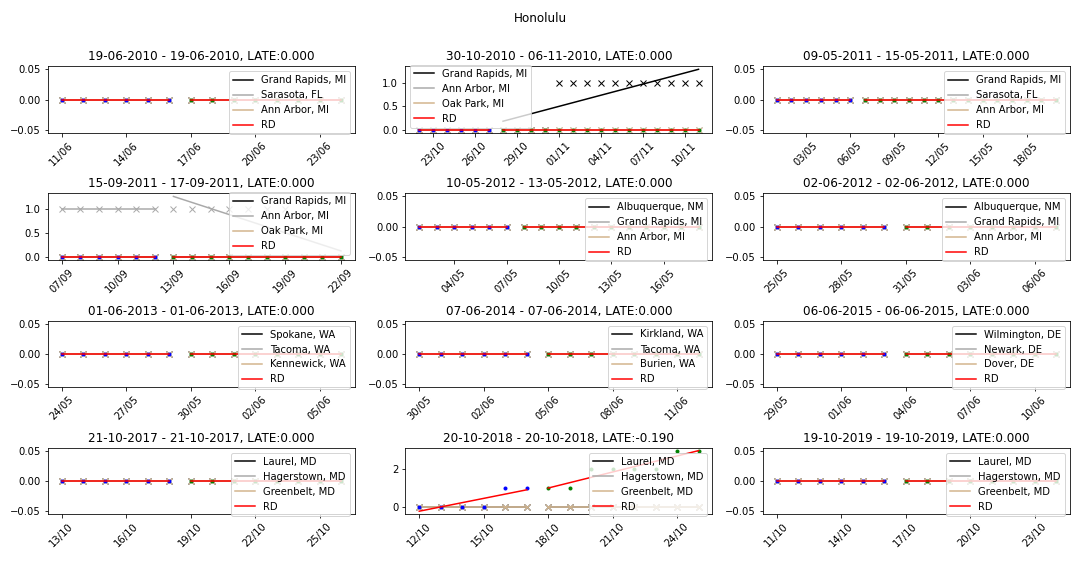 Honolulu
19-06-2010 - 19-06-2010, LATE:0.000
0.05
0.00
−0.05
Grand Rapids, MI
Sarasota, FL
Ann Arbor, MI
RD
11/06
14/06
17/06
20/06
23/06
30-10-2010 - 06-11-2010, LATE:0.000
1.0
0.5
0.0
Grand Rapids, MI
Ann Arbor, MI
Oak Park, MI
RD
23/10
26/10
29/10
01/11
04/11
07/11
10/11
09-05-2011 - 15-05-2011, LATE:0.000
0.05
0.00
−0.05
Grand Rapids, MI
Sarasota, FL
Ann Arbor, MI
RD
03/05
06/05
09/05
12/05
15/05
18/05
15-09-2011 - 17-09-2011, LATE:0.000
1.0
0.5
0.0
Grand Rapids, MI
Ann Arbor, MI
Oak Park, MI
RD
07/09
10/09
13/09
16/09
19/09
22/09
10-05-2012 - 13-05-2012, LATE:0.000
0.05
0.00
−0.05
Albuquerque, NM
Grand Rapids, MI
Ann Arbor, MI
RD
04/05
07/05
10/05
13/05
16/05
02-06-2012 - 02-06-2012, LATE:0.000
0.05
0.00
−0.05
Albuquerque, NM
Grand Rapids, MI
Ann Arbor, MI
RD
25/05
28/05
31/05
03/06
06/06
01-06-2013 - 01-06-2013, LATE:0.000
0.05
0.00
−0.05
Spokane, WA
Tacoma, WA
Kennewick, WA
RD
24/05
27/05
30/05
02/06
05/06
07-06-2014 - 07-06-2014, LATE:0.000
0.05
0.00
−0.05
Kirkland, WA
Tacoma, WA
Burien, WA
RD
30/05
02/06
05/06
08/06
11/06
06-06-2015 - 06-06-2015, LATE:0.000
0.05
0.00
−0.05
Wilmington, DE
Newark, DE
Dover, DE
RD
29/05
01/06
04/06
07/06
10/06
21-10-2017 - 21-10-2017, LATE:0.000
0.05
0.00
−0.05
Laurel, MD
Hagerstown, MD
Greenbelt, MD
RD
13/10
16/10
19/10
22/10
25/10
20-10-2018 - 20-10-2018, LATE:-0.190
2
0
Laurel, MD
Hagerstown, MD
Greenbelt, MD
RD
12/10
15/10
18/10
21/10
24/10
19-10-2019 - 19-10-2019, LATE:0.000
0.05
0.00
−0.05
Laurel, MD
Hagerstown, MD
Greenbelt, MD
RD
11/10
14/10
17/10
20/10
23/10